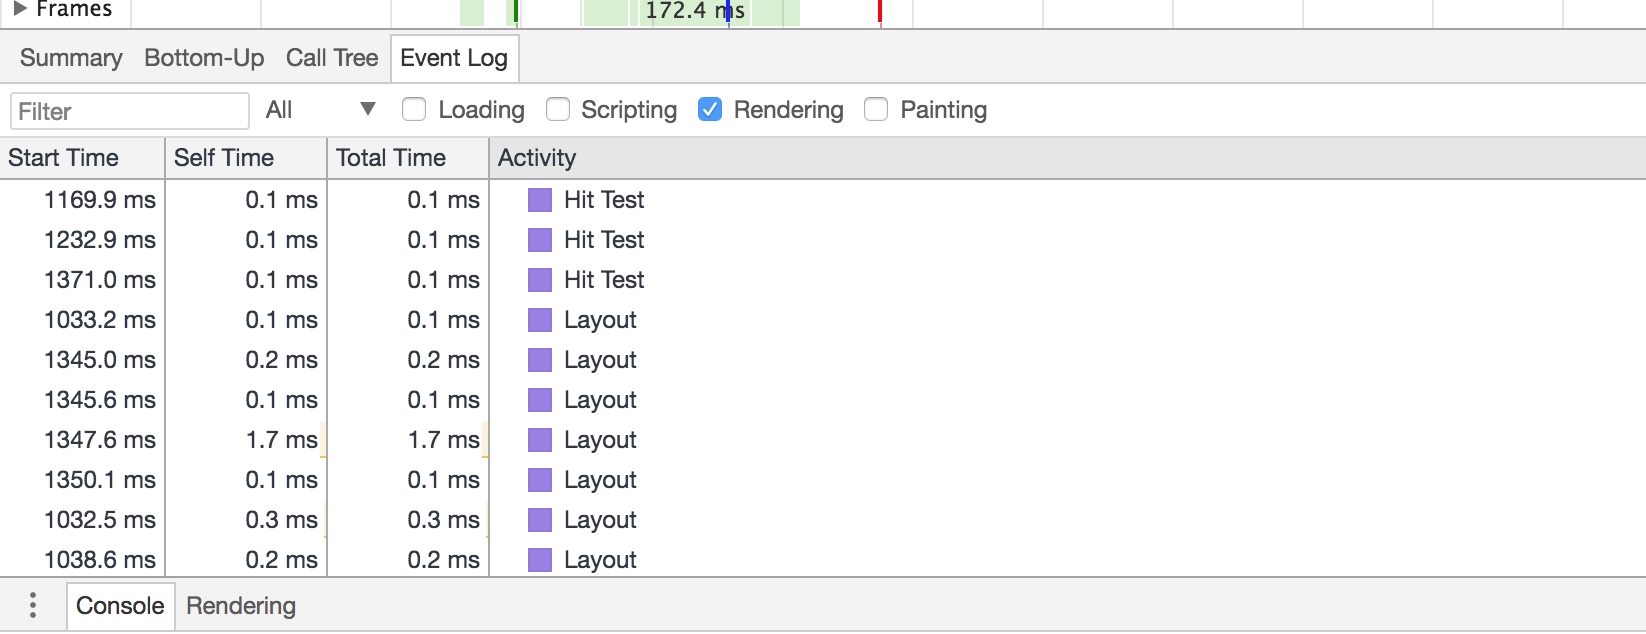 Frames
172.4 ms
Summary Bottom-Up Call Tree Event Log
Filter All Loading Scripting Rendering Painting
Start Time Self Time Total Time Activity
1169.9 ms 0.1 ms 0.1 ms Hit Test
1232.9 ms 0.1 ms 0.1 ms Hit Test
1371.0 ms 0.1 ms 0.1 ms Hit Test
1033.2 ms 0.1 ms 0.1 ms Layout
1345.0 ms 0.2 ms 0.2 ms Layout
1345.6 ms 0.1 ms 0.1 ms Layout
1347.6 ms 1.7 ms 1.7 ms Layout
1350.1 ms 0.1 ms 0.1 ms Layout
1032.5 ms 0.3 ms 0.3 ms Layout
1038.6 ms 0.2 ms 0.2 ms Layout
Console Rendering